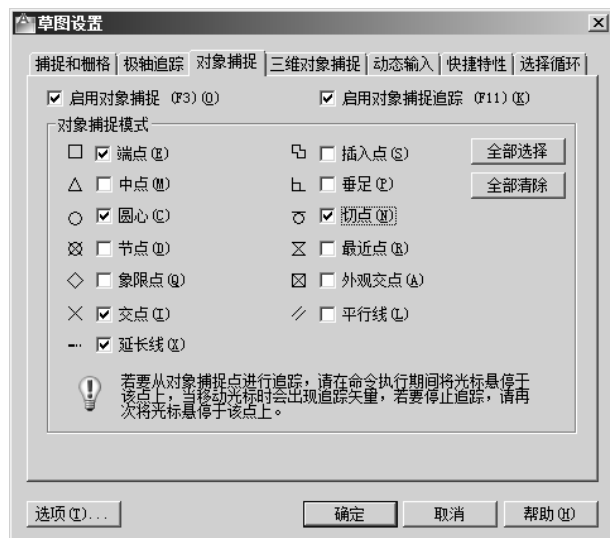 草图设置
捕捉和栅格 极轴追踪 对象捕捉 三维对象捕捉 动态输入 快捷特性 选择循环
启用对象捕捉 (F3)(O) 启用对象捕捉追踪 (F11)(K)
对象捕捉模式
端点(E) 插入点(S) 全部选择
中点(M) 垂足(P) 全部清除
圆心(C) 切点(N)
节点(D) 最近点(R)
象限点(Q) 外观交点(A)
交点(I) 平行线(L)
延长线(X)
若要从对象捕捉点进行追踪，请在命令执行期间将光标悬停于
该点上，当移动光标时会出现追踪矢量，若要停止追踪，请再
次将光标悬停于该点上。
选项(T)... 确定 取消 帮助(H)